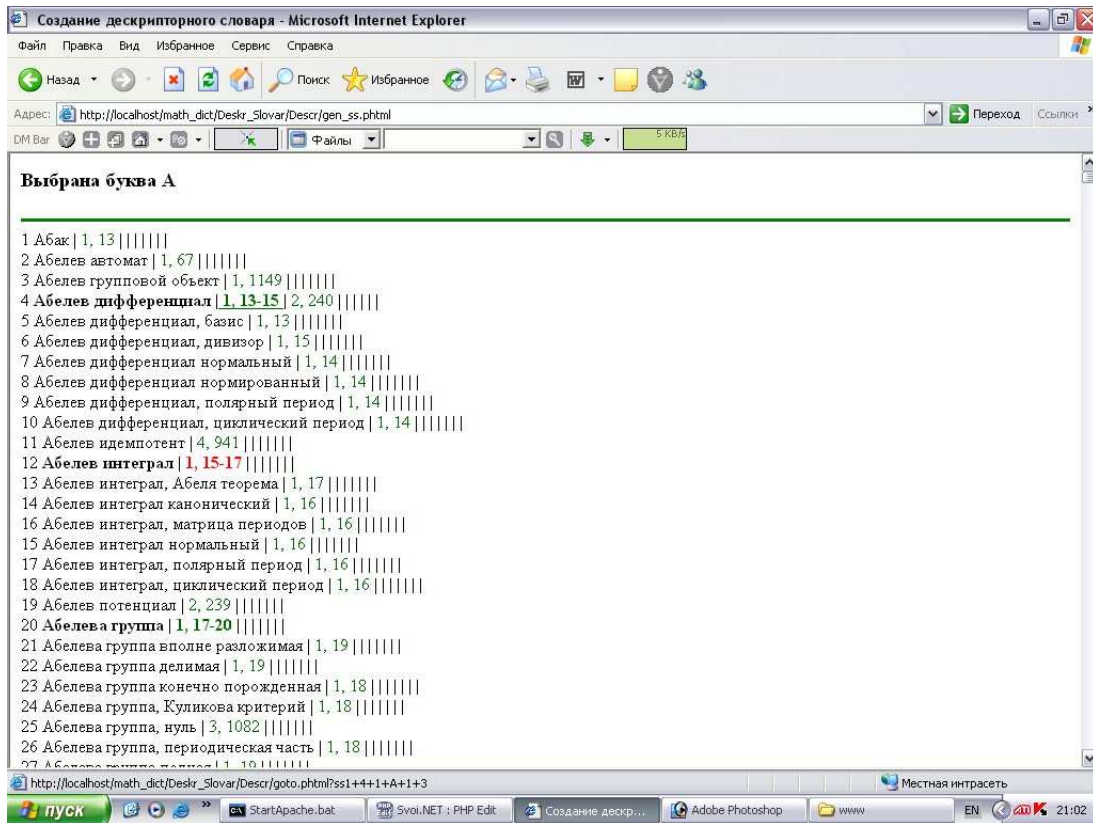 Создание дескрипторного словаря - Microsoft Internet Explorer
Файл Правка Вид Избранное Сервис Справка
Назад Поиск Избранное
Адрес: http://localhost/math_dict/Deskr_Slovar/Descr/gen_ss.phtml Переход Ссылки »
DM Bar Файлы 5 KB/s
Выбрана буква А
1 Абак | 1, 13 | | | | | | |
2 Абелев автомат | 1, 67 | | | | | | |
3 Абелев групповой объект | 1, 1149 | | | | | | |
4 Абелев дифференциал | 1, 13-15 | 2, 240 | | | | | |
5 Абелев дифференциал, базис | 1, 13 | | | | | | |
6 Абелев дифференциал, дивизор | 1, 15 | | | | | | |
7 Абелев дифференциал нормальный | 1, 14 | | | | | | |
8 Абелев дифференциал нормированный | 1, 14 | | | | | | |
9 Абелев дифференциал, полярный период | 1, 14 | | | | | | |
10 Абелев дифференциал, циклический период | 1, 14 | | | | | | |
11 Абелев идемпотент | 4, 941 | | | | | | |
12 Абелев интеграл | 1, 15-17 | | | | | | |
13 Абелев интеграл, Абеля теорема | 1, 17 | | | | | | |
14 Абелев интеграл канонический | 1, 16 | | | | | | |
16 Абелев интеграл, матрица периодов | 1, 16 | | | | | | |
15 Абелев интеграл нормальный | 1, 16 | | | | | | |
17 Абелев интеграл, полярный период | 1, 16 | | | | | | |
18 Абелев интеграл, циклический период | 1, 16 | | | | | | |
19 Абелев потенциал | 2, 239 | | | | | | |
20 Абелева группа | 1, 17-20 | | | | | | |
21 Абелева группа вполне разложимая | 1, 19 | | | | | | |
22 Абелева группа делимая | 1, 19 | | | | | | |
23 Абелева группа конечно порожденная | 1, 18 | | | | | | |
24 Абелева группа, Куликова критерий | 1, 18 | | | | | | |
25 Абелева группа, нуль | 3, 1082 | | | | | | |
26 Абелева группа, периодическая часть | 1, 18 | | | | | | |
27 Абелева группа полная | 1, 19 | | | | | | |
http://localhost/math_dict/Deskr_Slovar/Descr/goto.phtml?ss1+4+1+A+1+3 Местная интрасеть
пуск » StartApache.bat Svoi.NET : PHP Edit Создание дескр... Adobe Photoshop www EN 21:02